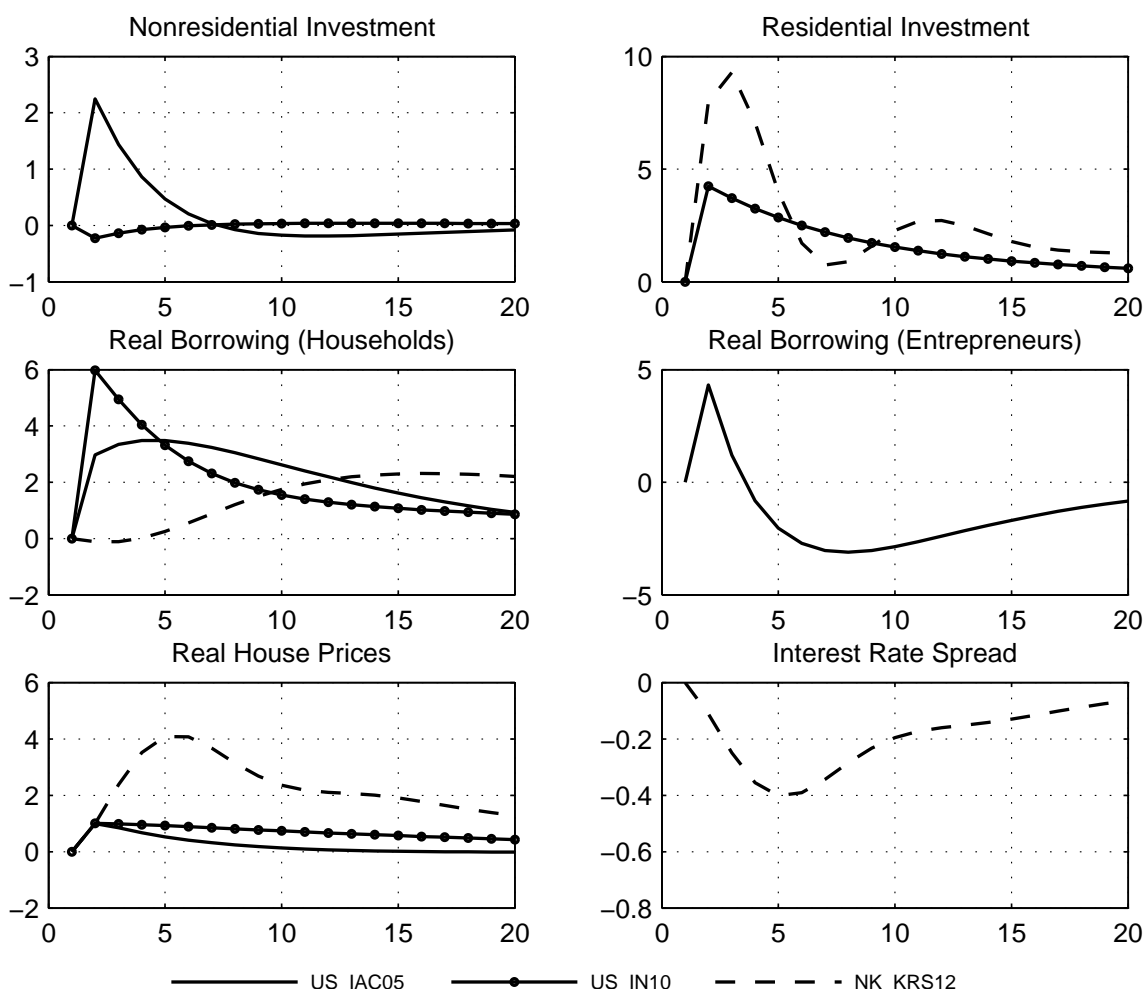 Nonresidential Investment
Residential Investment
3
2
1
0
−1
0 5 10 15 20
10
5
0
0 5 10 15 20
Real Borrowing (Households)
Real Borrowing (Entrepreneurs)
6
4
2
0
−2
0 5 10 15 20
5
0
−5
0 5 10 15 20
Real House Prices
Interest Rate Spread
6
4
2
0
−2
0 5 10 15 20
0
−0.2
−0.4
−0.6
−0.8
0 5 10 15 20
US_IAC05 US_IN10 NK_KRS12